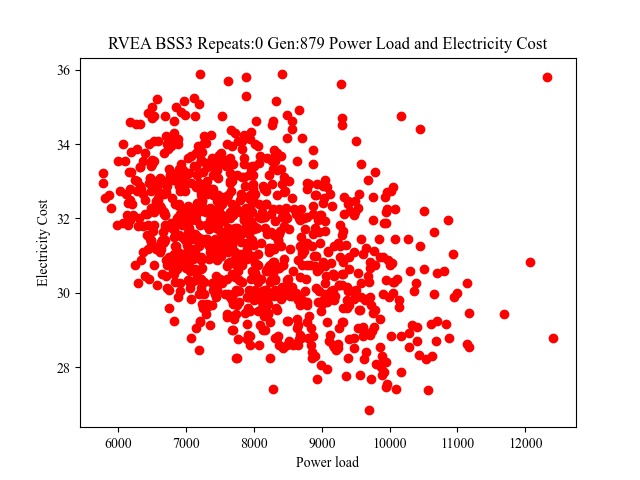 RVEA BSS3 Repeats:0 Gen:879 Power Load and Electricity Cost
36
34
32
30
28
Electricity Cost
6000 7000 8000 9000 10000 11000 12000
Power load